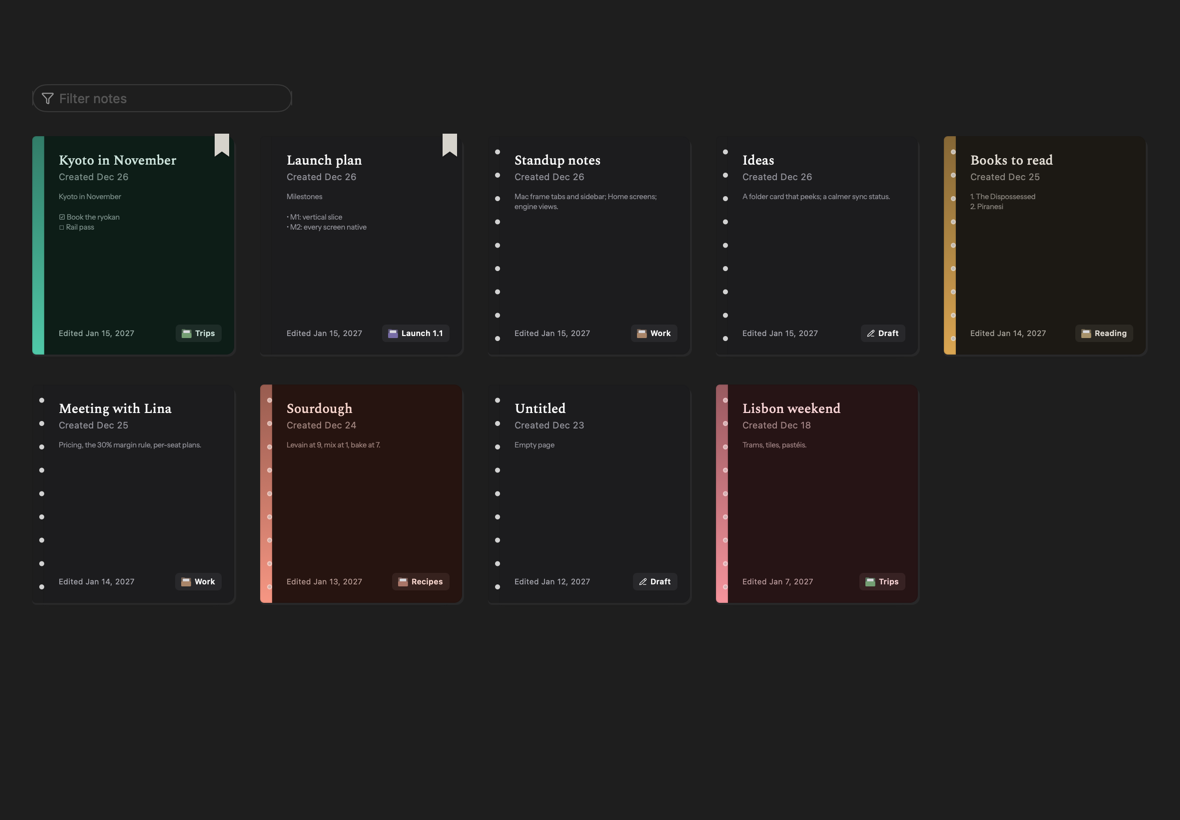 Filter notes
Kyoto in November
Created Dec 26
Kyoto in November
☑ Book the ryokan
☐ Rail pass
Edited Jan 15, 2027
Trips
Launch plan
Created Dec 26
Milestones
• M1: vertical slice
• M2: every screen native
Edited Jan 15, 2027
Launch 1.1
Standup notes
Created Dec 26
Mac frame tabs and sidebar; Home screens;
engine views.
Edited Jan 15, 2027
Work
Ideas
Created Dec 26
A folder card that peeks; a calmer sync status.
Edited Jan 15, 2027
Draft
Books to read
Created Dec 25
1. The Dispossessed
2. Piranesi
Edited Jan 14, 2027
Reading
Meeting with Lina
Created Dec 25
Pricing, the 30% margin rule, per-seat plans.
Edited Jan 14, 2027
Work
Sourdough
Created Dec 24
Levain at 9, mix at 1, bake at 7.
Edited Jan 13, 2027
Recipes
Untitled
Created Dec 23
Empty page
Edited Jan 12, 2027
Draft
Lisbon weekend
Created Dec 18
Trams, tiles, pastéis.
Edited Jan 7, 2027
Trips